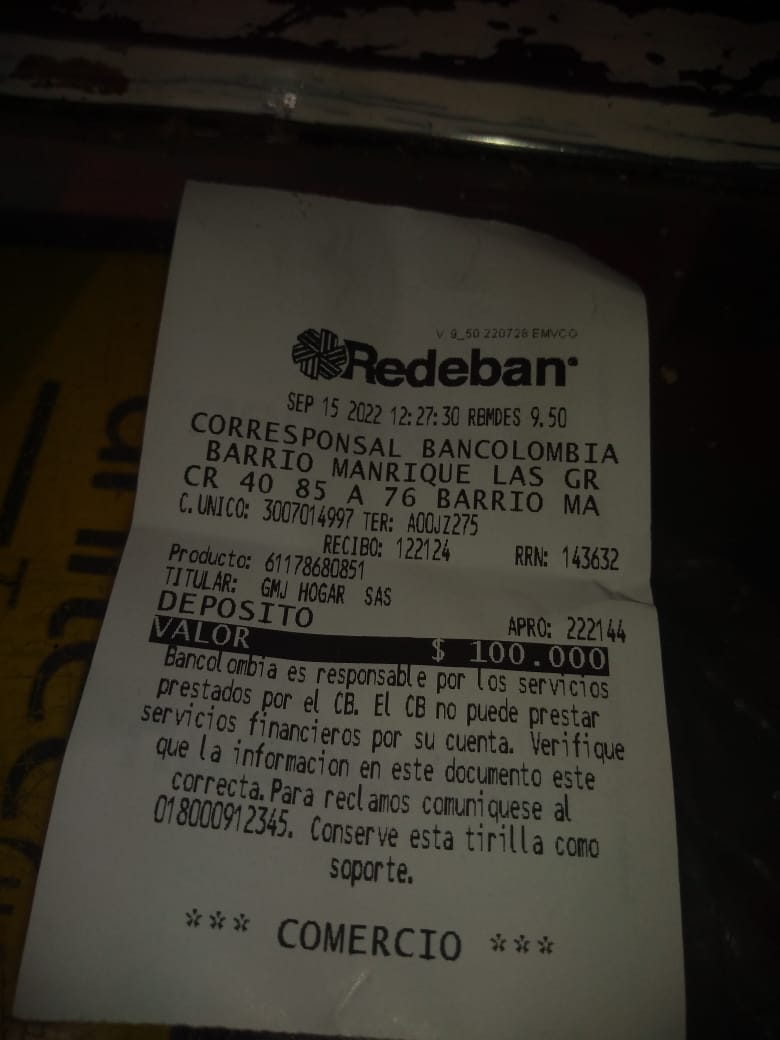 V. 9_50 220728 EMVCO
Redeban
SEP 15 2022 12:27:30 RBMDES 9.50
CORRESPONSAL BANCOLOMBIA
BARRIO MANRIQUE LAS GR
CR 40 85 A 76 BARRIO MA
C.UNICO: 3007014997 TER: A00JZ275
RECIBO: 122124 RRN: 143632
Producto: 61178680851
TITULAR: GMJ HOGAR SAS
DEPOSITO APRO: 222144
VALOR $ 100.000
Bancolombia es responsable por los servicios
prestados por el CB. El CB no puede prestar
servicios financieros por su cuenta. Verifique
que la informacion en este documento este
correcta.Para reclamos comuniquese al
018000912345. Conserve esta tirilla como
soporte.
*** COMERCIO ***